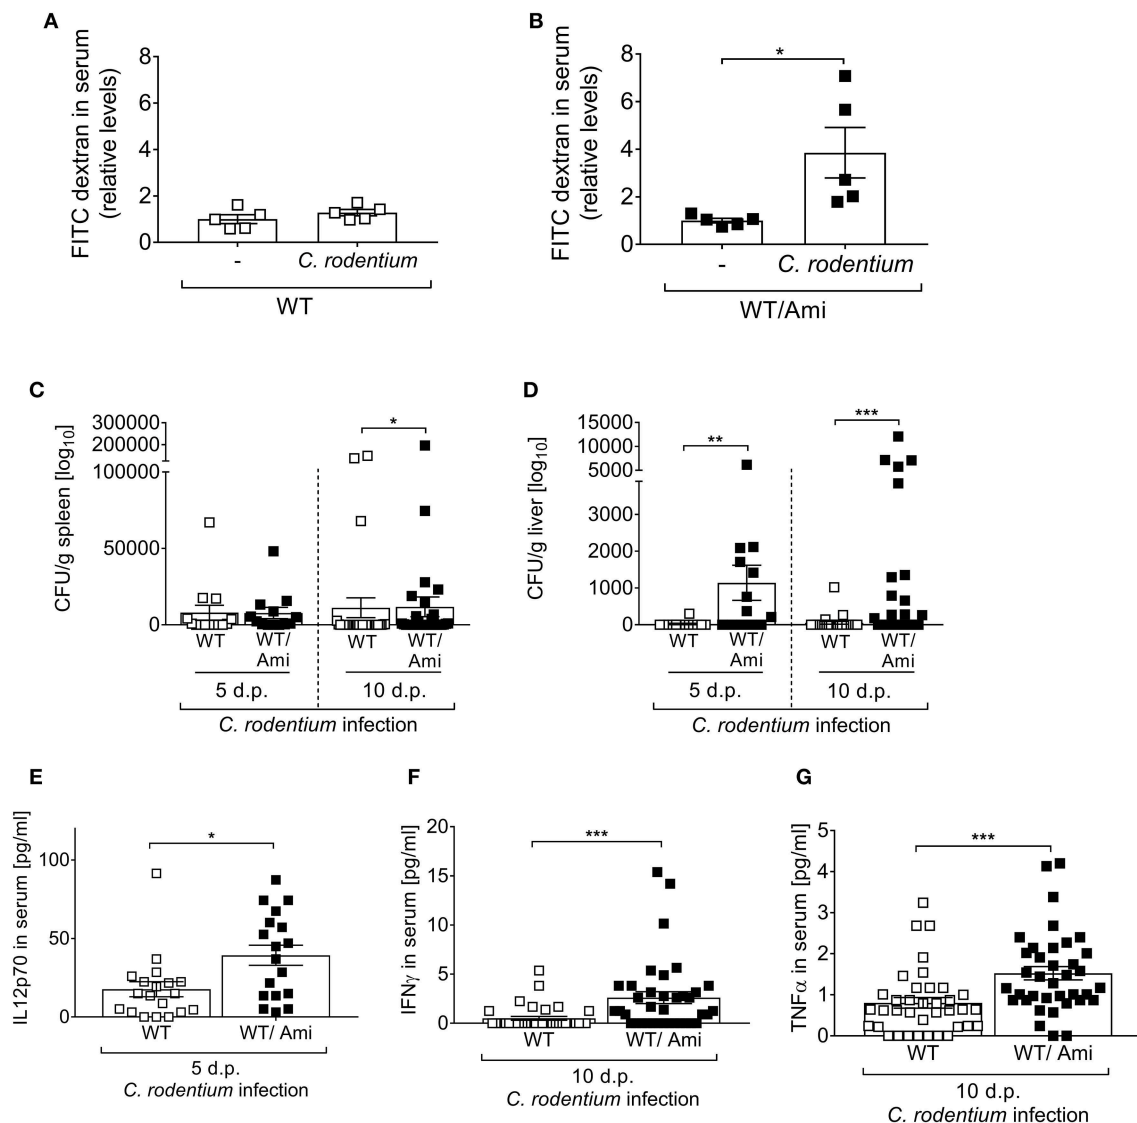 A
FITC dextran in serum
(relative levels)
8
6
4
2
0
-
C. rodentium
WT
B
FITC dextran in serum
(relative levels)
8
6
4
2
0
*
-
C. rodentium
WT/Ami
C
CFU/g spleen [log10]
300000
200000
100000
50000
0
*
WT
WT/
Ami
WT
WT/
Ami
5 d.p.
10 d.p.
C. rodentium infection
D
CFU/g liver [log10]
15000
10000
5000
3000
2000
1000
0
**
***
WT
WT/
Ami
WT
WT/
Ami
5 d.p.
10 d.p.
C. rodentium infection
E
IL12p70 in serum [pg/ml]
100
50
0
*
WT
WT/ Ami
5 d.p.
C. rodentium infection
F
IFNγ in serum [pg/ml]
20
15
10
5
0
***
WT
WT/ Ami
10 d.p.
C. rodentium infection
G
TNFα in serum [pg/ml]
5
4
3
2
1
0
***
WT
WT/ Ami
10 d.p.
C. rodentium infection